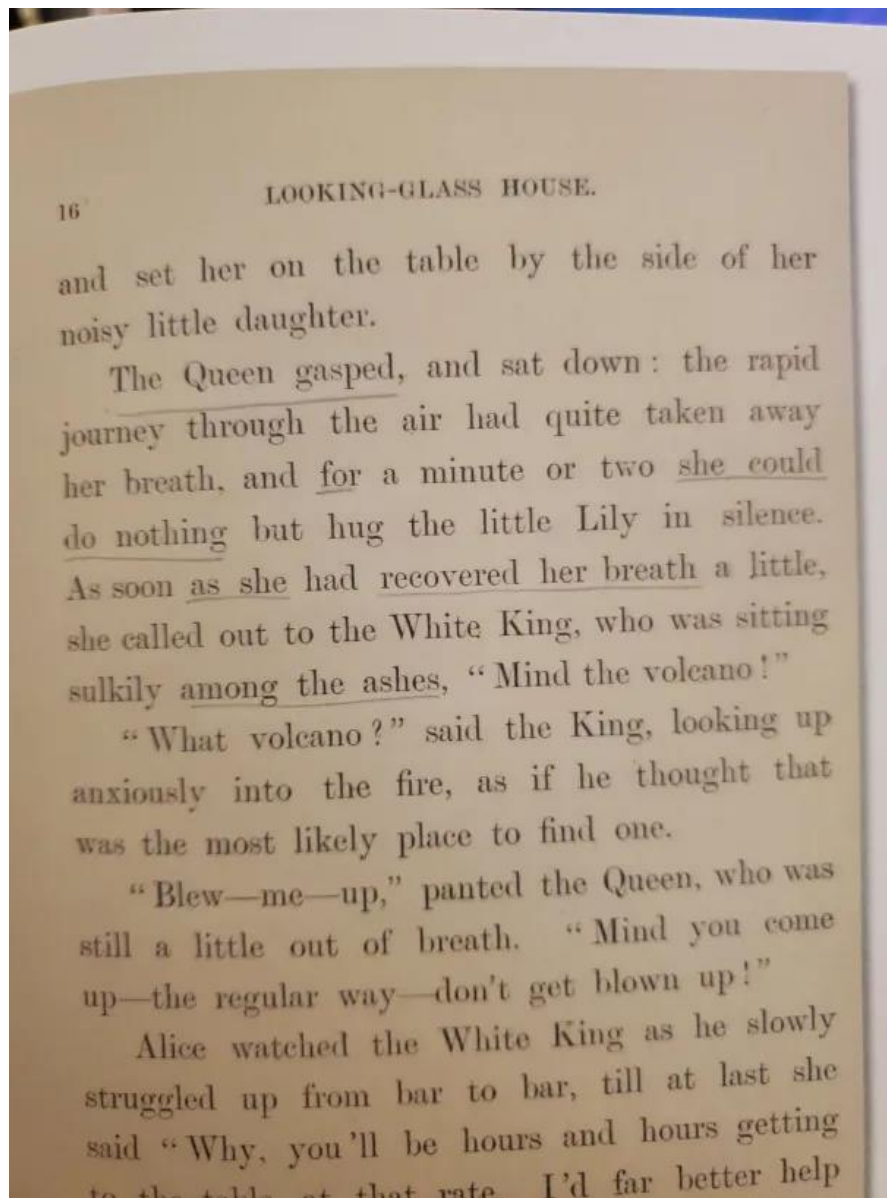 16
LOOKING-GLASS HOUSE.
and set her on the table by the side of her
noisy little daughter.
The Queen gasped, and sat down : the rapid
journey through the air had quite taken away
her breath, and for a minute or two she could
do nothing but hug the little Lily in silence.
As soon as she had recovered her breath a little,
she called out to the White King, who was sitting
sulkily among the ashes, “Mind the volcano!”
“What volcano?” said the King, looking up
anxiously into the fire, as if he thought that
was the most likely place to find one.
“Blew—me—up,” panted the Queen, who was
still a little out of breath. “Mind you come
up—the regular way—don't get blown up!”
Alice watched the White King as he slowly
struggled up from bar to bar, till at last she
said “Why, you'll be hours and hours getting
to the table at that rate. I'd far better help